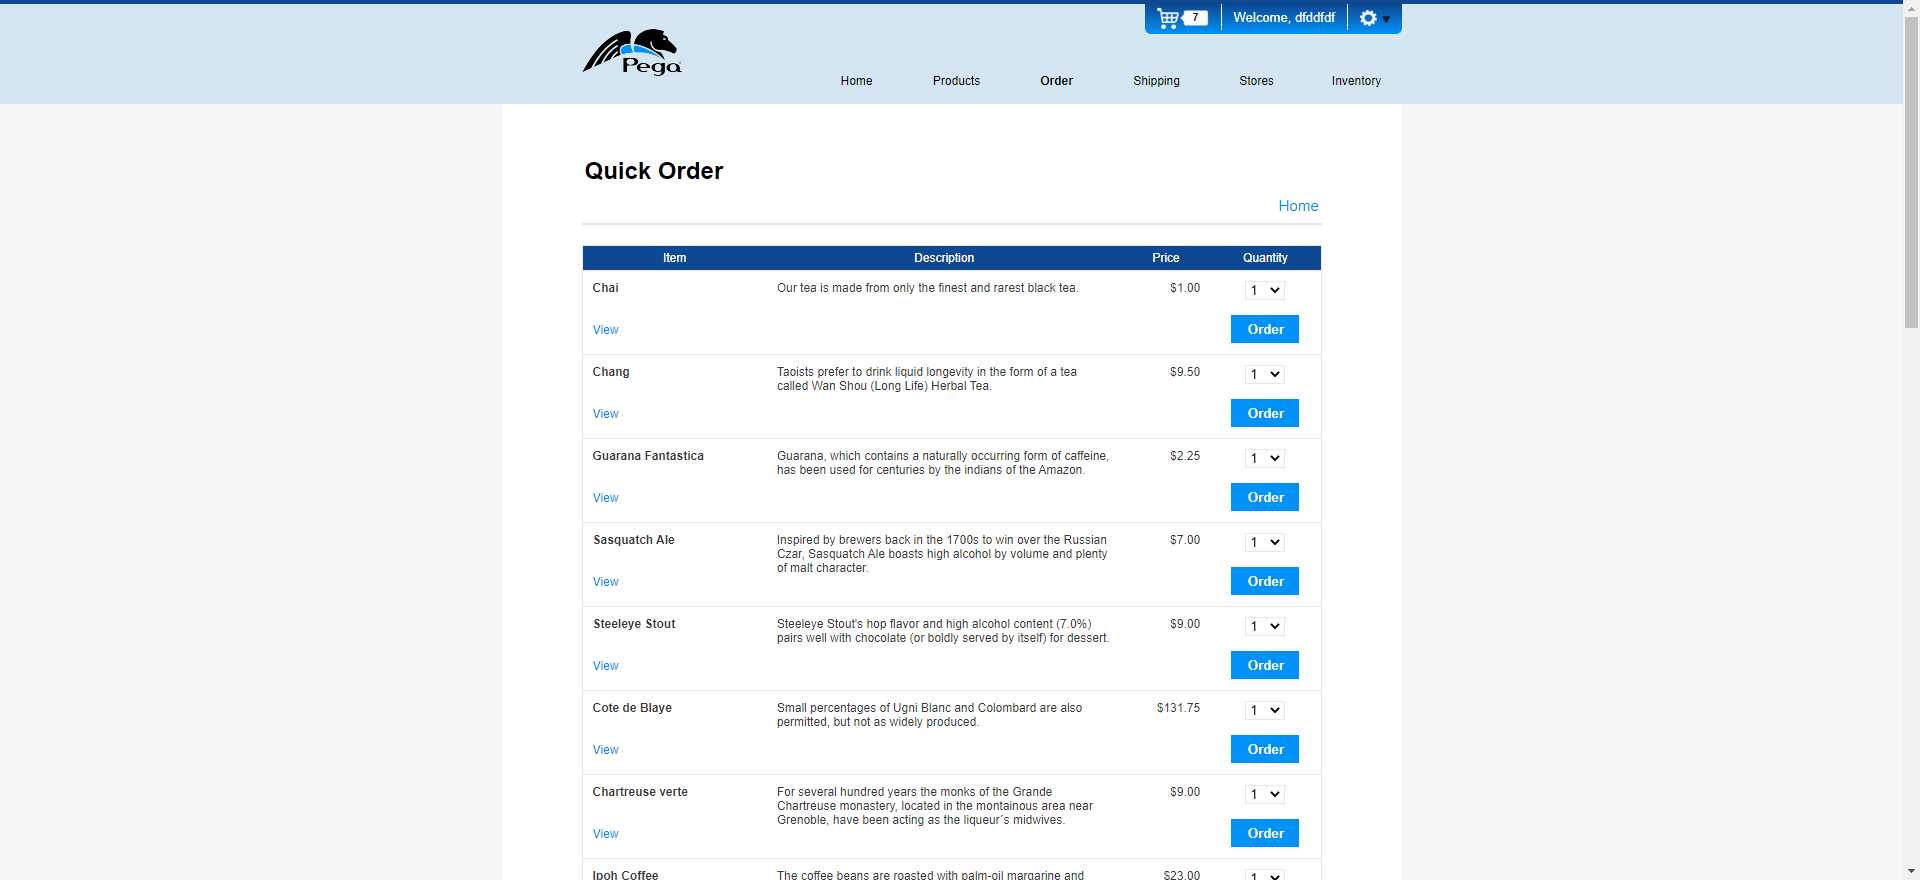 7
Welcome, dfddfdf
Pega
Home Products Order Shipping Stores Inventory
Quick Order
Home
Item Description Price Quantity
Chai Our tea is made from only the finest and rarest black tea. $1.00 1
View Order
Chang Taoists prefer to drink liquid longevity in the form of a tea $9.50 1
called Wan Shou (Long Life) Herbal Tea.
View Order
Guarana Fantastica Guarana, which contains a naturally occurring form of caffeine, $2.25 1
has been used for centuries by the indians of the Amazon.
View Order
Sasquatch Ale Inspired by brewers back in the 1700s to win over the Russian $7.00 1
Czar, Sasquatch Ale boasts high alcohol by volume and plenty
of malt character.
View Order
Steeleye Stout Steeleye Stout's hop flavor and high alcohol content (7.0%) $9.00 1
pairs well with chocolate (or boldly served by itself) for dessert.
View Order
Cote de Blaye Small percentages of Ugni Blanc and Colombard are also $131.75 1
permitted, but not as widely produced.
View Order
Chartreuse verte For several hundred years the monks of the Grande $9.00 1
Chartreuse monastery, located in the montainous area near
Grenoble, have been acting as the liqueur´s midwives.
View Order
Ipoh Coffee The coffee beans are roasted with palm-oil margarine and $23.00 1